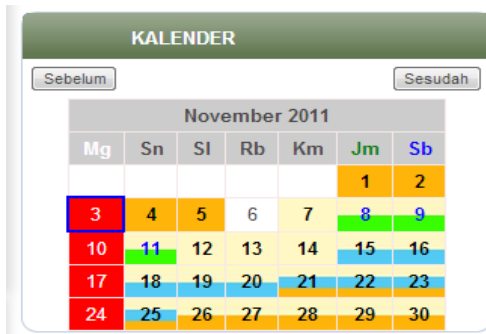 KALENDER
Sebelum Sesudah
November 2011
Mg Sn Sl Rb Km Jm Sb
1 2
3 4 5 6 7 8 9
10 11 12 13 14 15 16
17 18 19 20 21 22 23
24 25 26 27 28 29 30